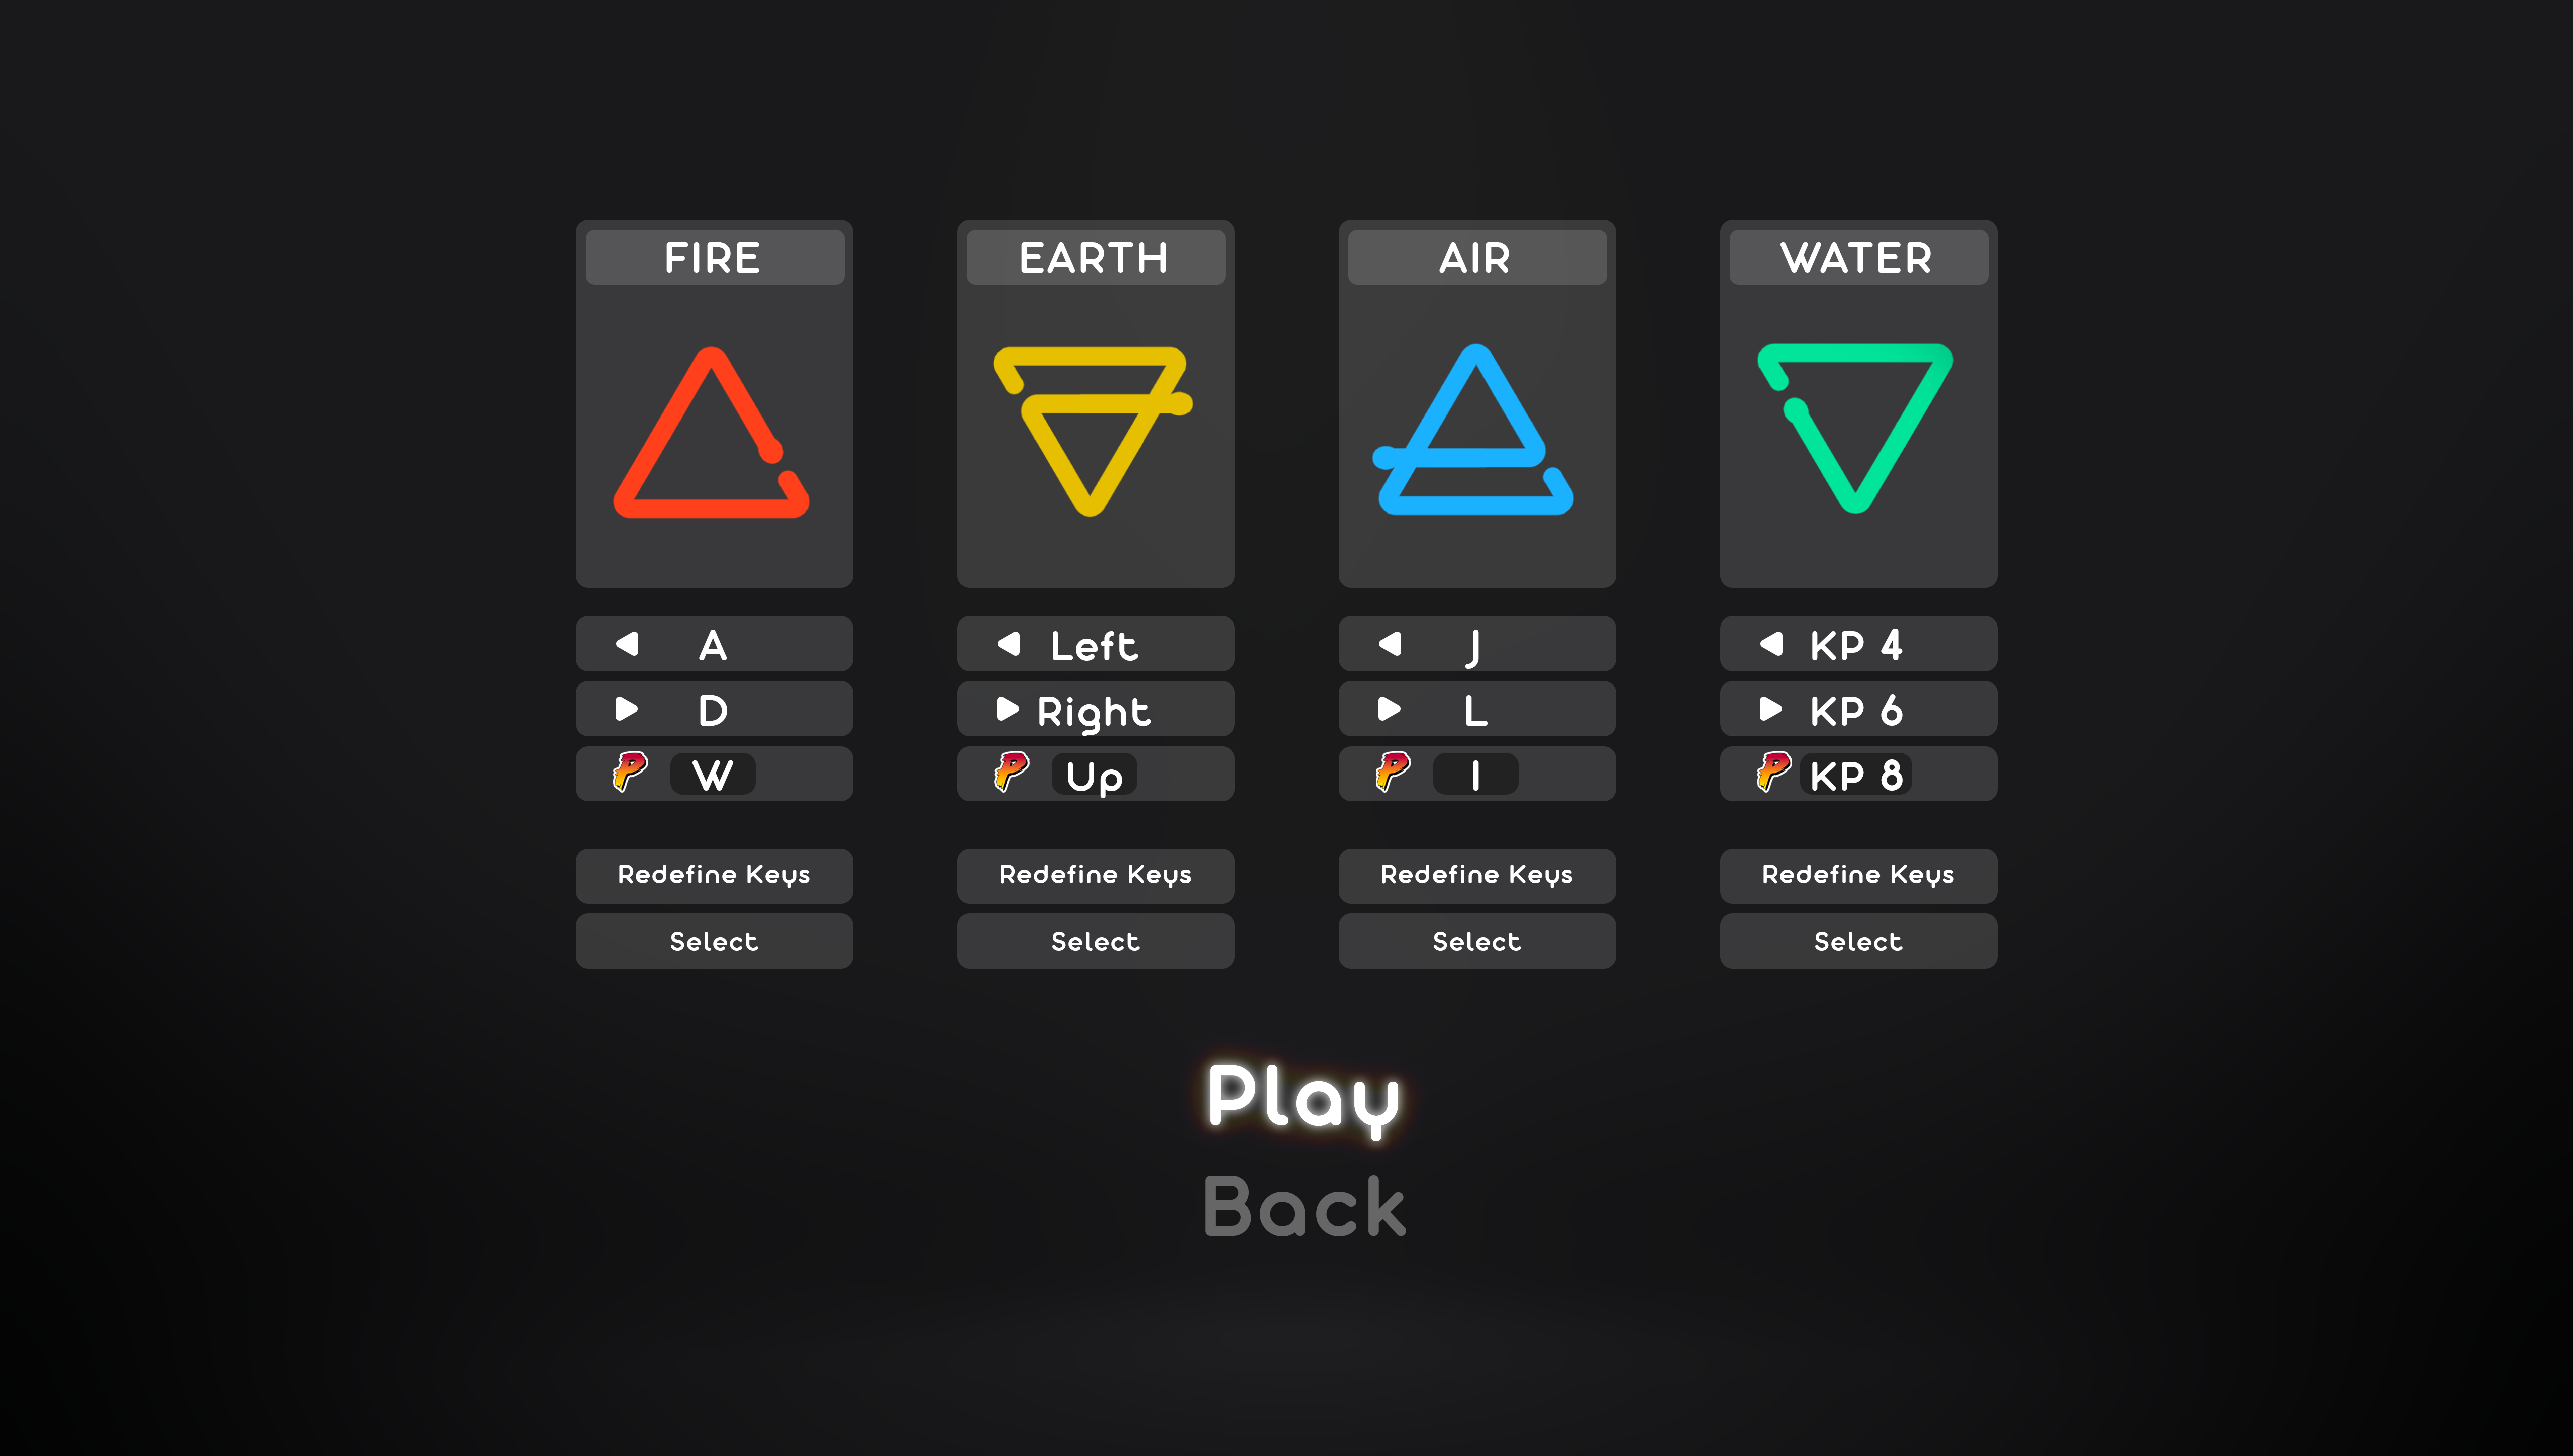 FIRE
EARTH
AIR
WATER
A
Left
J
KP 4
D
Right
L
KP 6
P W
P Up
P I
P KP 8
Redefine Keys
Redefine Keys
Redefine Keys
Redefine Keys
Select
Select
Select
Select
Play
Back